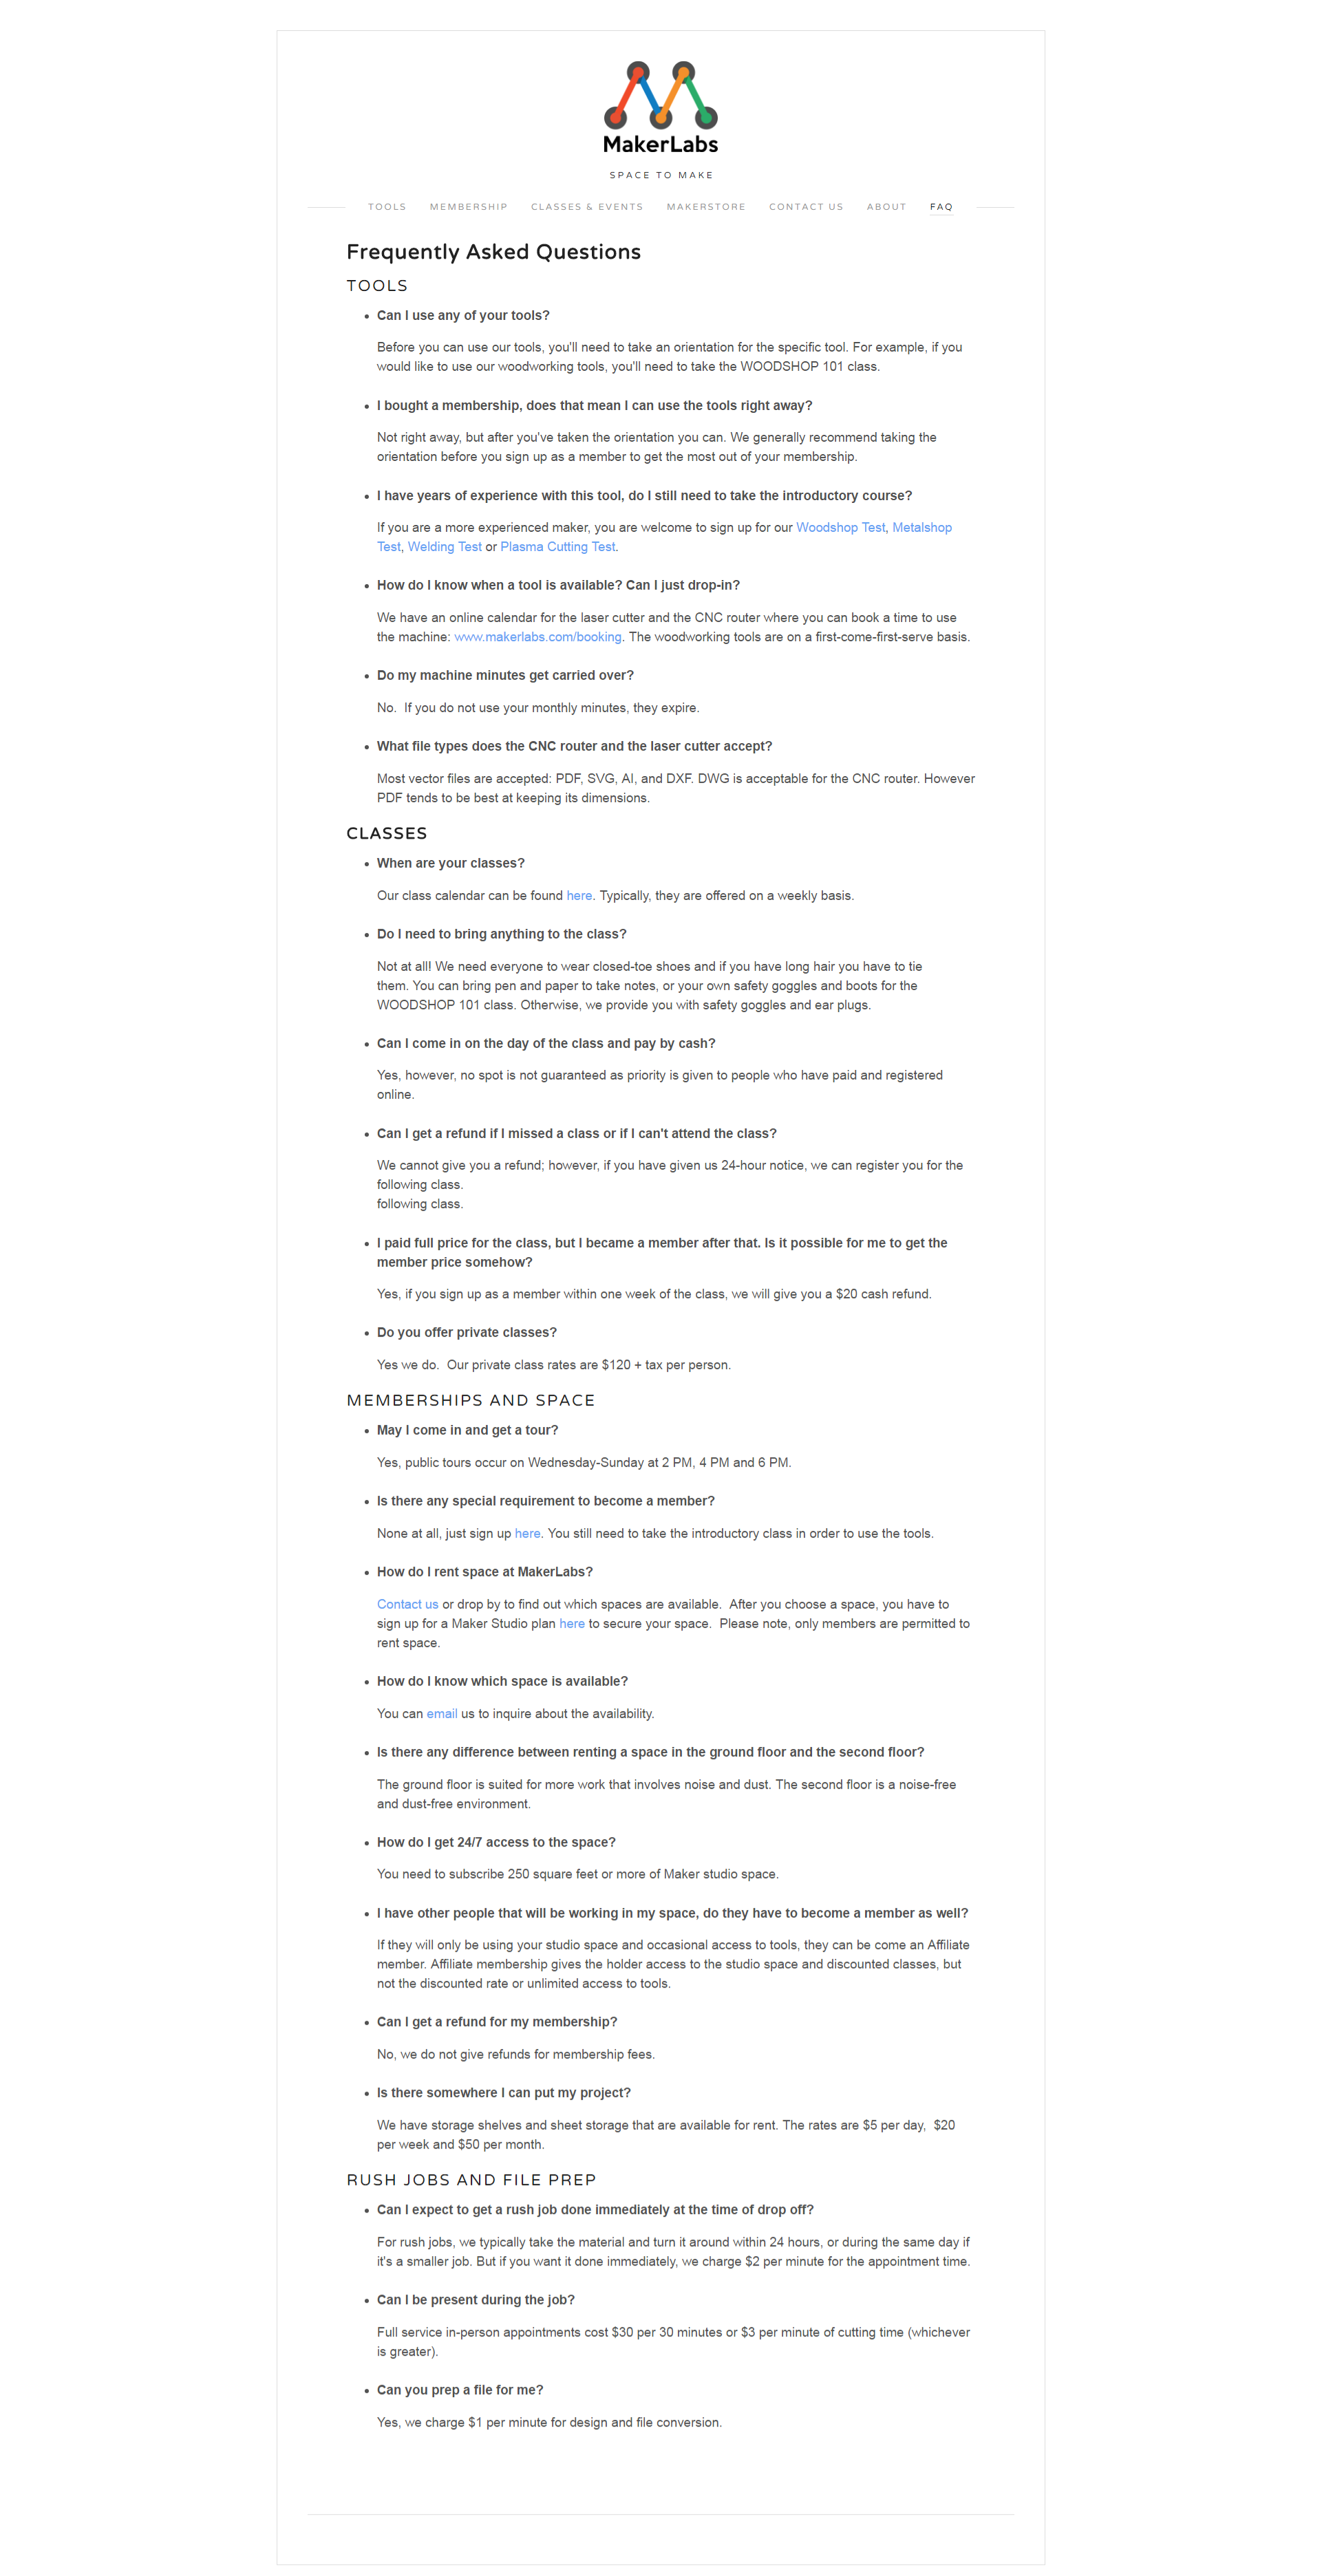 MakerLabs
SPACE TO MAKE
TOOLS MEMBERSHIP CLASSES & EVENTS MAKERSTORE CONTACT US ABOUT FAQ
Frequently Asked Questions
TOOLS
Can I use any of your tools?
Before you can use our tools, you'll need to take an orientation for the specific tool. For example, if you
would like to use our woodworking tools, you'll need to take the WOODSHOP 101 class.
I bought a membership, does that mean I can use the tools right away?
Not right away, but after you've taken the orientation you can. We generally recommend taking the
orientation before you sign up as a member to get the most out of your membership.
I have years of experience with this tool, do I still need to take the introductory course?
If you are a more experienced maker, you are welcome to sign up for our Woodshop Test, Metalshop
Test, Welding Test or Plasma Cutting Test.
How do I know when a tool is available? Can I just drop-in?
We have an online calendar for the laser cutter and the CNC router where you can book a time to use
the machine: www.makerlabs.com/booking. The woodworking tools are on a first-come-first-serve basis.
Do my machine minutes get carried over?
No.  If you do not use your monthly minutes, they expire.
What file types does the CNC router and the laser cutter accept?
Most vector files are accepted: PDF, SVG, AI, and DXF. DWG is acceptable for the CNC router. However
PDF tends to be best at keeping its dimensions.
CLASSES
When are your classes?
Our class calendar can be found here. Typically, they are offered on a weekly basis.
Do I need to bring anything to the class?
Not at all! We need everyone to wear closed-toe shoes and if you have long hair you have to tie
them. You can bring pen and paper to take notes, or your own safety goggles and boots for the
WOODSHOP 101 class. Otherwise, we provide you with safety goggles and ear plugs.
Can I come in on the day of the class and pay by cash?
Yes, however, no spot is not guaranteed as priority is given to people who have paid and registered
online.
Can I get a refund if I missed a class or if I can't attend the class?
We cannot give you a refund; however, if you have given us 24-hour notice, we can register you for the
following class.
following class.
I paid full price for the class, but I became a member after that. Is it possible for me to get the
member price somehow?
Yes, if you sign up as a member within one week of the class, we will give you a $20 cash refund.
Do you offer private classes?
Yes we do.  Our private class rates are $120 + tax per person.
MEMBERSHIPS AND SPACE
May I come in and get a tour?
Yes, public tours occur on Wednesday-Sunday at 2 PM, 4 PM and 6 PM.
Is there any special requirement to become a member?
None at all, just sign up here. You still need to take the introductory class in order to use the tools.
How do I rent space at MakerLabs?
Contact us or drop by to find out which spaces are available.  After you choose a space, you have to
sign up for a Maker Studio plan here to secure your space.  Please note, only members are permitted to
rent space.
How do I know which space is available?
You can email us to inquire about the availability.
Is there any difference between renting a space in the ground floor and the second floor?
The ground floor is suited for more work that involves noise and dust. The second floor is a noise-free
and dust-free environment.
How do I get 24/7 access to the space?
You need to subscribe 250 square feet or more of Maker studio space.
I have other people that will be working in my space, do they have to become a member as well?
If they will only be using your studio space and occasional access to tools, they can be come an Affiliate
member. Affiliate membership gives the holder access to the studio space and discounted classes, but
not the discounted rate or unlimited access to tools.
Can I get a refund for my membership?
No, we do not give refunds for membership fees.
Is there somewhere I can put my project?
We have storage shelves and sheet storage that are available for rent. The rates are $5 per day,  $20
per week and $50 per month.
RUSH JOBS AND FILE PREP
Can I expect to get a rush job done immediately at the time of drop off?
For rush jobs, we typically take the material and turn it around within 24 hours, or during the same day if
it's a smaller job. But if you want it done immediately, we charge $2 per minute for the appointment time.
Can I be present during the job?
Full service in-person appointments cost $30 per 30 minutes or $3 per minute of cutting time (whichever
is greater).
Can you prep a file for me?
Yes, we charge $1 per minute for design and file conversion.